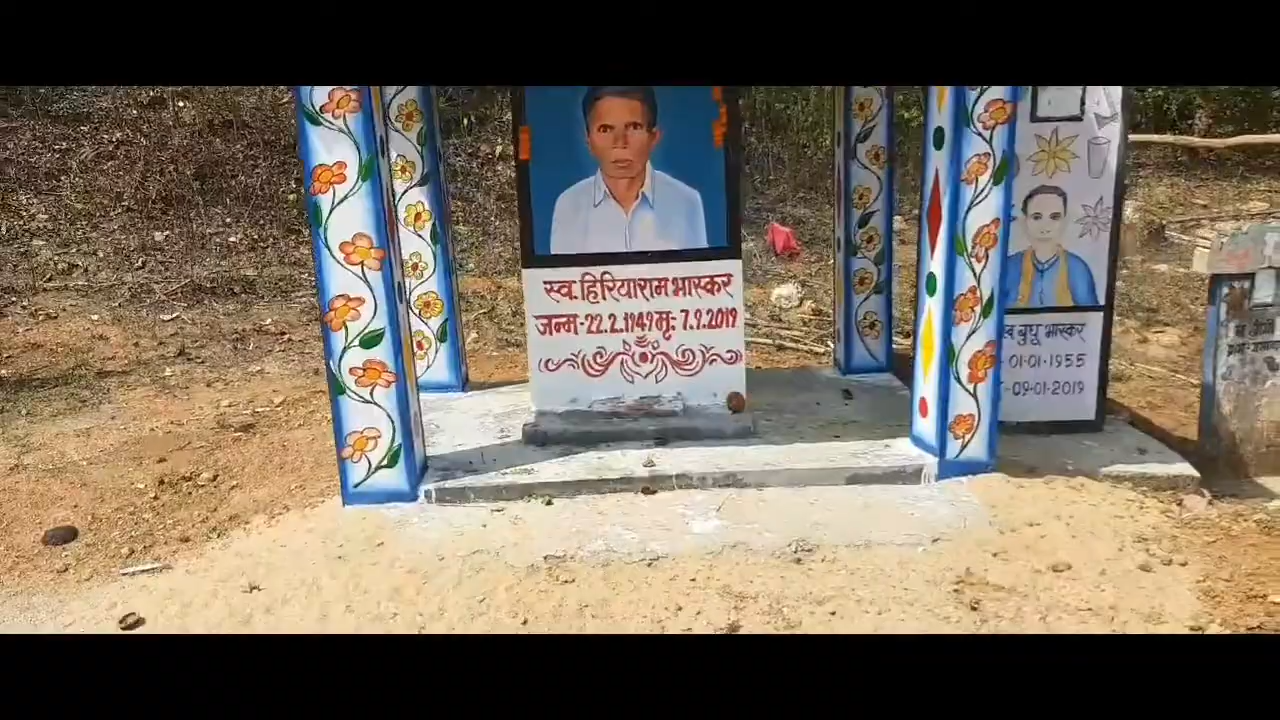 स्व. हिरियाराम भास्कर
जन्म-22.2.1949 मृ: 7.9.2019
बुधू भास्कर
01-01-1955
-09-01-2019